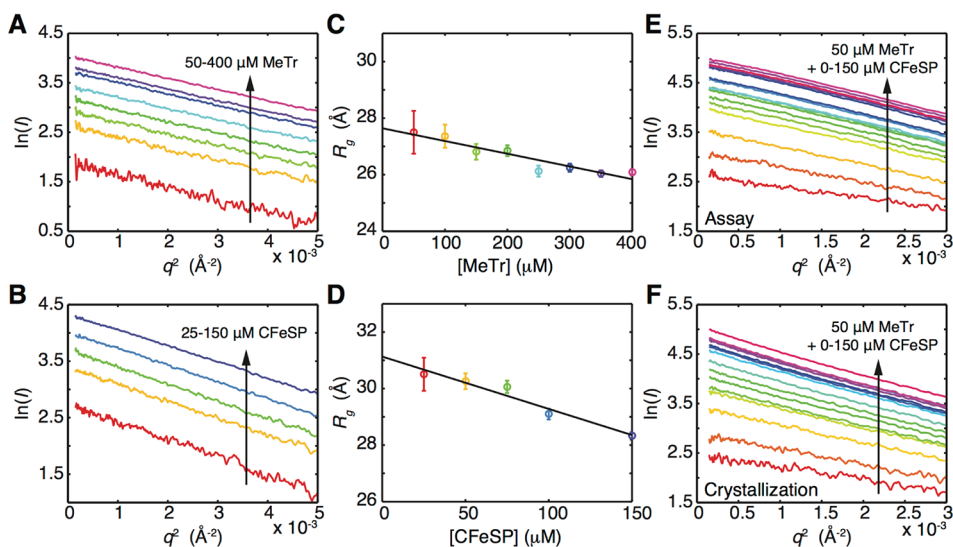 A
4.5
3.5
2.5
1.5
0.5
ln(I)
50-400 µM MeTr
0
1
2
3
4
5
q² (Å⁻²)
x 10⁻³
C
30
28
26
24
Rg (Å)
0
100
200
300
400
[MeTr] (µM)
E
5.5
4.5
3.5
2.5
1.5
ln(I)
50 µM MeTr
+ 0-150 µM CFeSP
Assay
0
0.5
1
1.5
2
2.5
3
q² (Å⁻²)
x 10⁻³
B
4.5
3.5
2.5
1.5
ln(I)
25-150 µM CFeSP
0
1
2
3
4
5
q² (Å⁻²)
x 10⁻³
D
32
30
28
26
Rg (Å)
0
50
100
150
[CFeSP] (µM)
F
5.5
4.5
3.5
2.5
1.5
ln(I)
50 µM MeTr
+ 0-150 µM CFeSP
Crystallization
0
0.5
1
1.5
2
2.5
3
q² (Å⁻²)
x 10⁻³